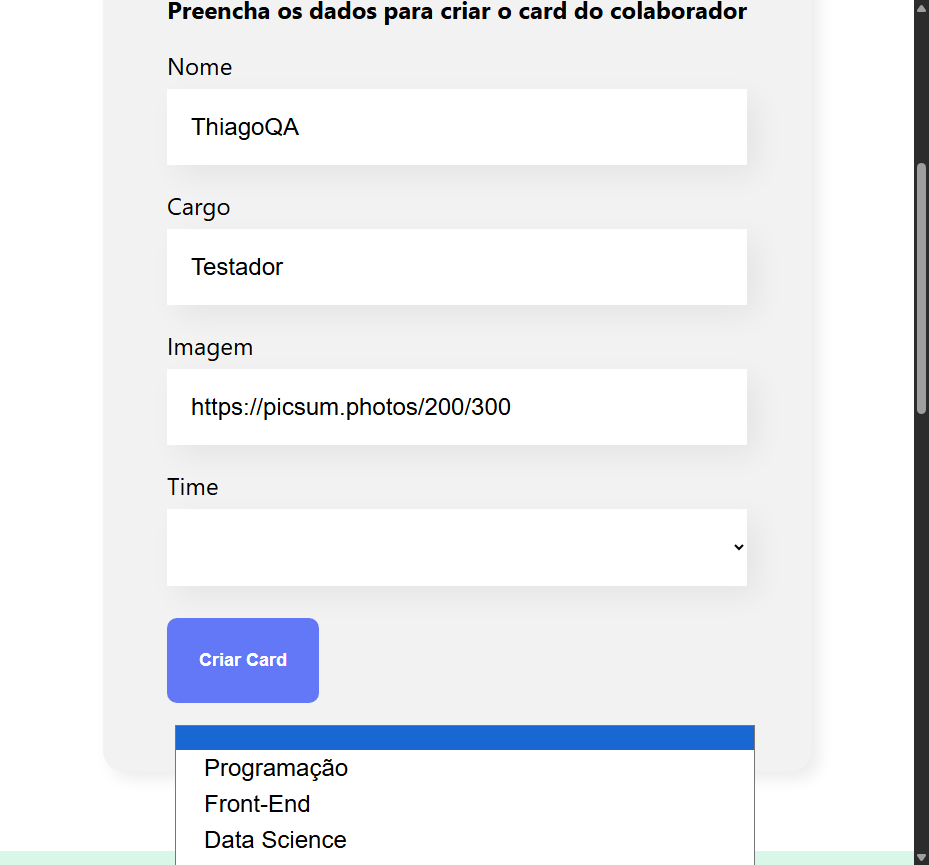 Preencha os dados para criar o card do colaborador
Nome
ThiagoQA
Cargo
Testador
Imagem
https://picsum.photos/200/300
Time
Criar Card
Programação
Front-End
Data Science